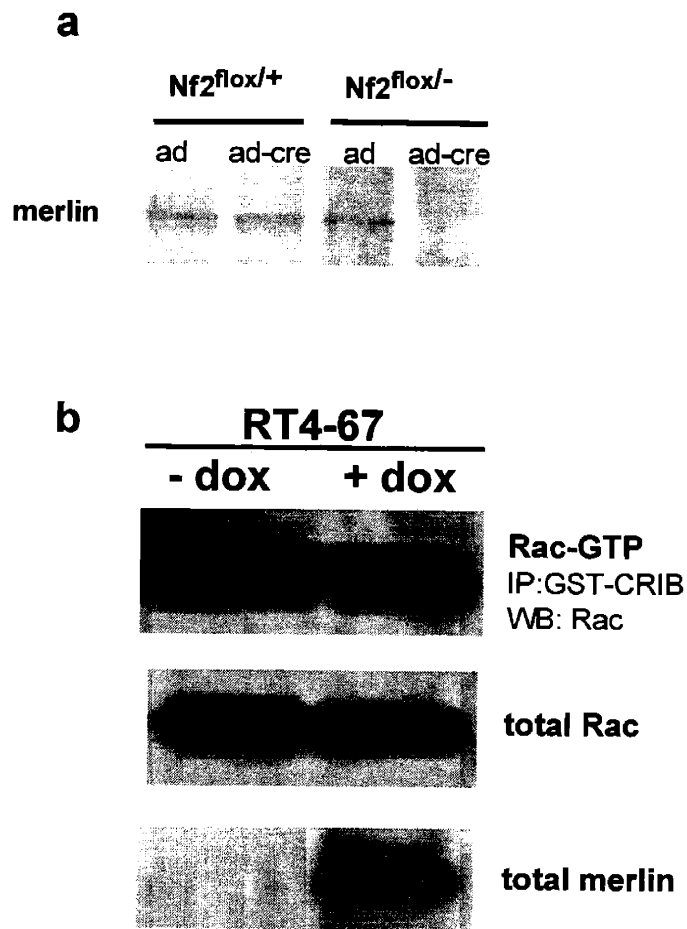 a
Nf2flox/+ Nf2flox/-
ad ad-cre ad ad-cre
merlin
b
RT4-67
- dox + dox
Rac-GTP
IP:GST-CRIB
WB: Rac
total Rac
total merlin